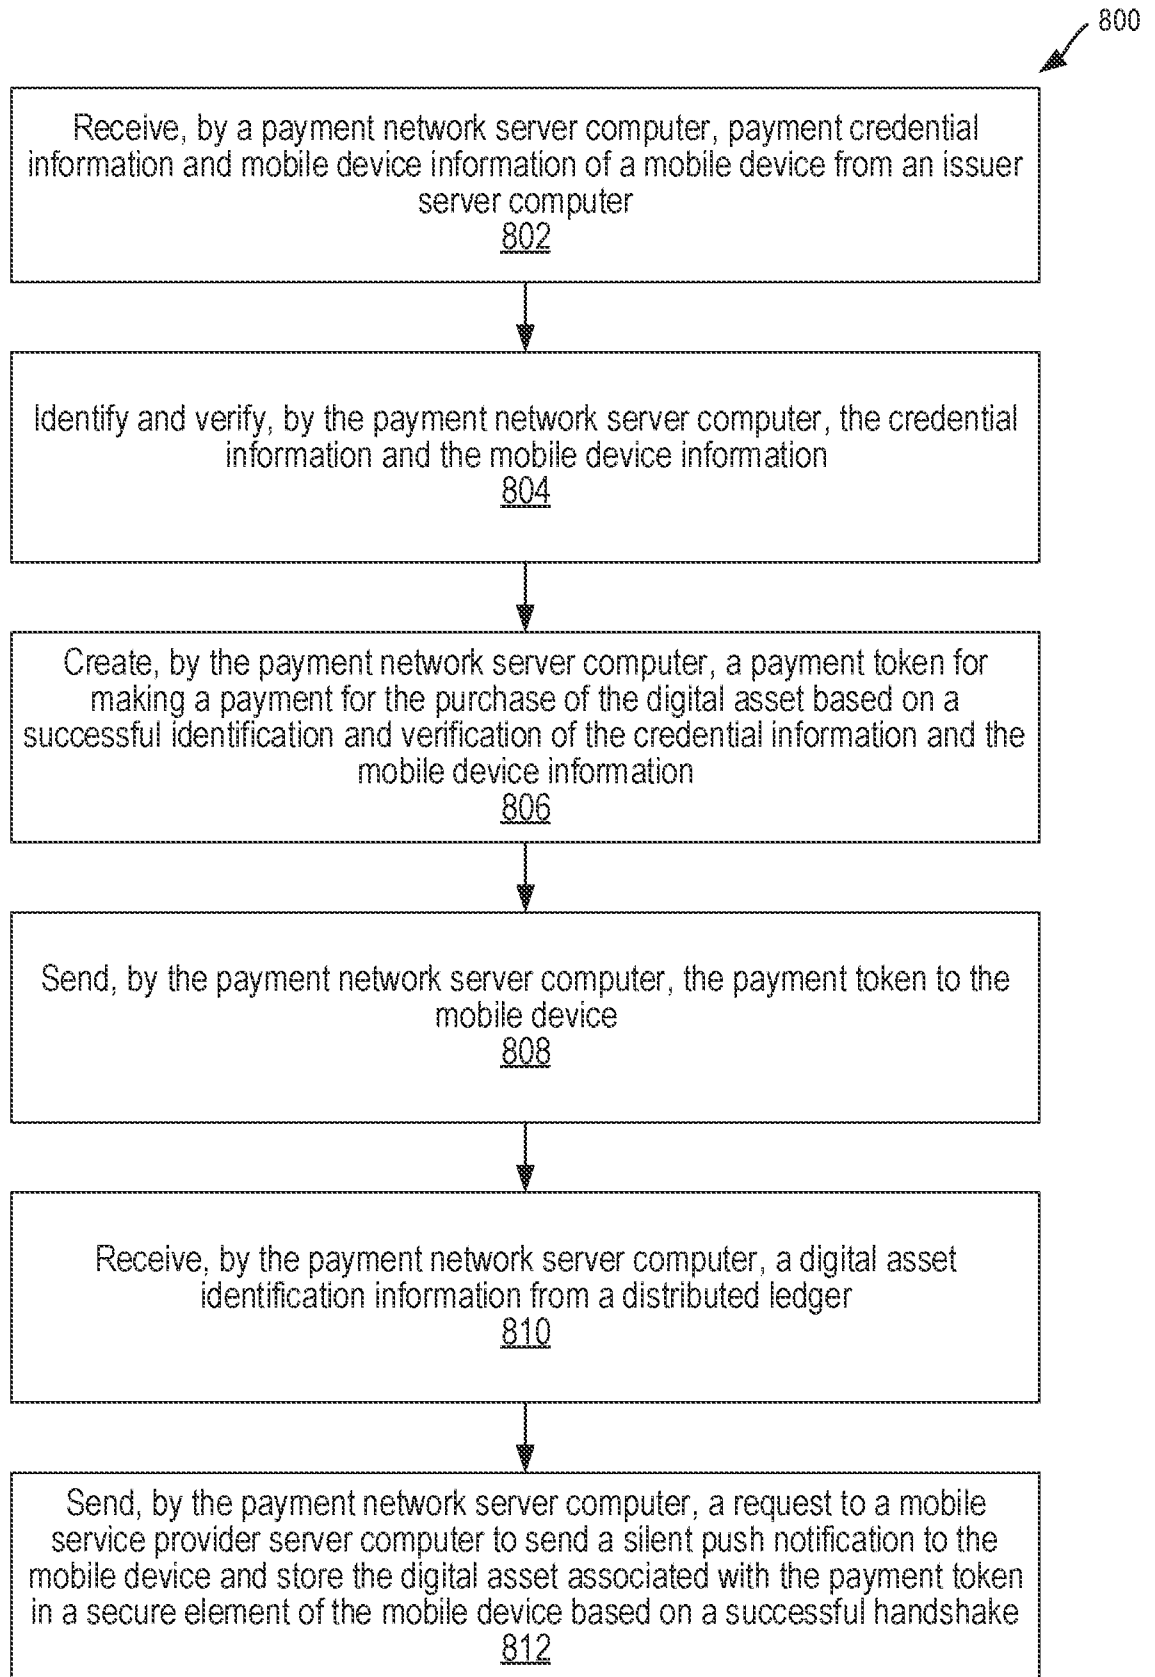 800
Receive, by a payment network server computer, payment credential
information and mobile device information of a mobile device from an issuer
server computer
802
Identify and verify, by the payment network server computer, the credential
information and the mobile device information
804
Create, by the payment network server computer, a payment token for
making a payment for the purchase of the digital asset based on a
successful identification and verification of the credential information and the
mobile device information
806
Send, by the payment network server computer, the payment token to the
mobile device
808
Receive, by the payment network server computer, a digital asset
identification information from a distributed ledger
810
Send, by the payment network server computer, a request to a mobile
service provider server computer to send a silent push notification to the
mobile device and store the digital asset associated with the payment token
in a secure element of the mobile device based on a successful handshake
812